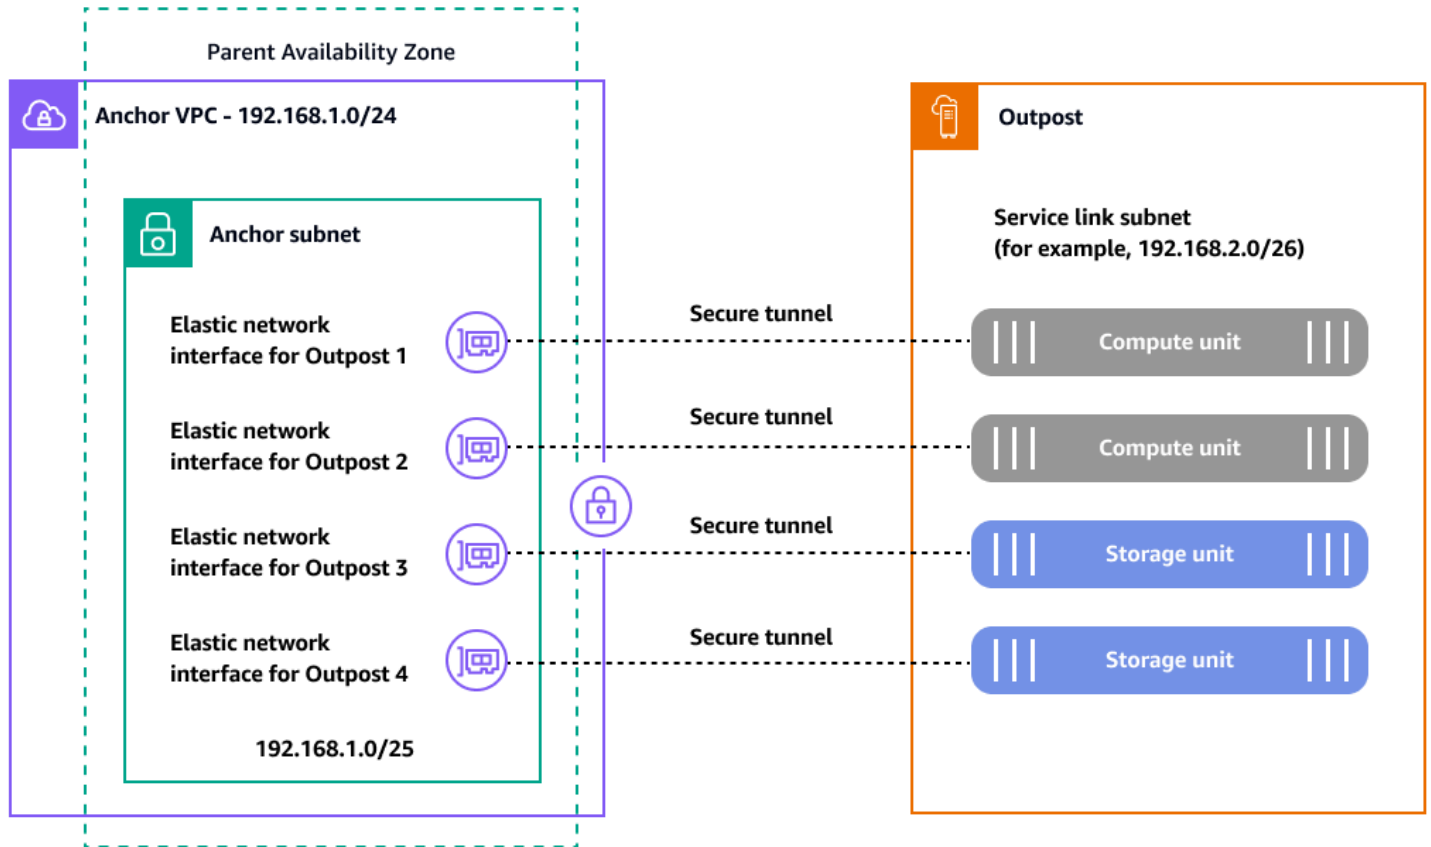 Parent Availability Zone
Anchor VPC - 192.168.1.0/24
Anchor subnet
Elastic network
interface for Outpost 1
Elastic network
interface for Outpost 2
Elastic network
interface for Outpost 3
Elastic network
interface for Outpost 4
192.168.1.0/25
Secure tunnel
Secure tunnel
Secure tunnel
Secure tunnel
Outpost
Service link subnet
(for example, 192.168.2.0/26)
Compute unit
Compute unit
Storage unit
Storage unit